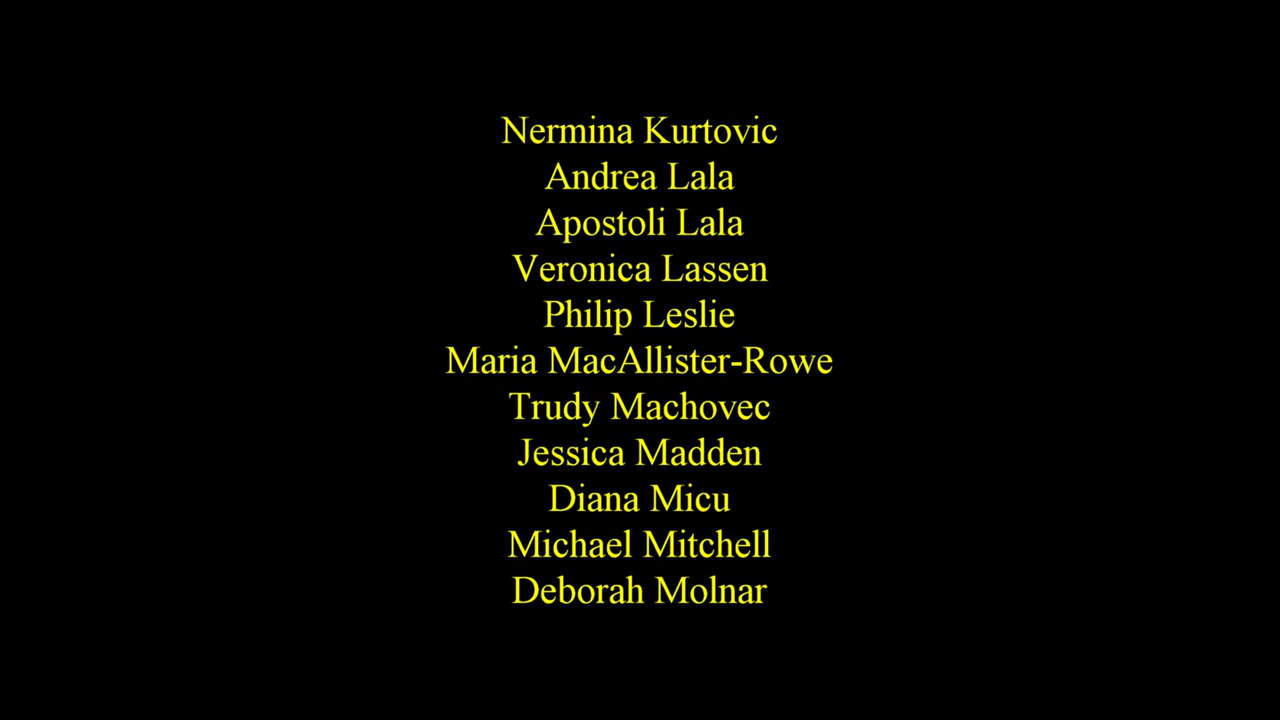 Nermina Kurtovic
Andrea Lala
Apostoli Lala
Veronica Lassen
Philip Leslie
Maria MacAllister-Rowe
Trudy Machovec
Jessica Madden
Diana Micu
Michael Mitchell
Deborah Molnar